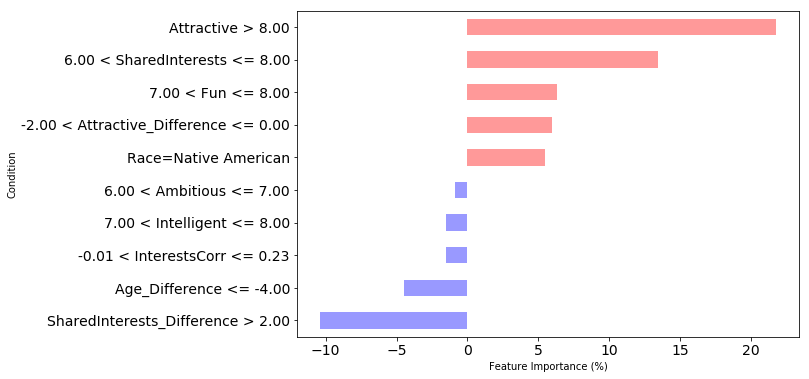 Attractive > 8.00
6.00 < SharedInterests <= 8.00
7.00 < Fun <= 8.00
-2.00 < Attractive_Difference <= 0.00
Race=Native American
6.00 < Ambitious <= 7.00
7.00 < Intelligent <= 8.00
-0.01 < InterestsCorr <= 0.23
Age_Difference <= -4.00
SharedInterests_Difference > 2.00
Condition
−10 −5 0 5 10 15 20
Feature Importance (%)